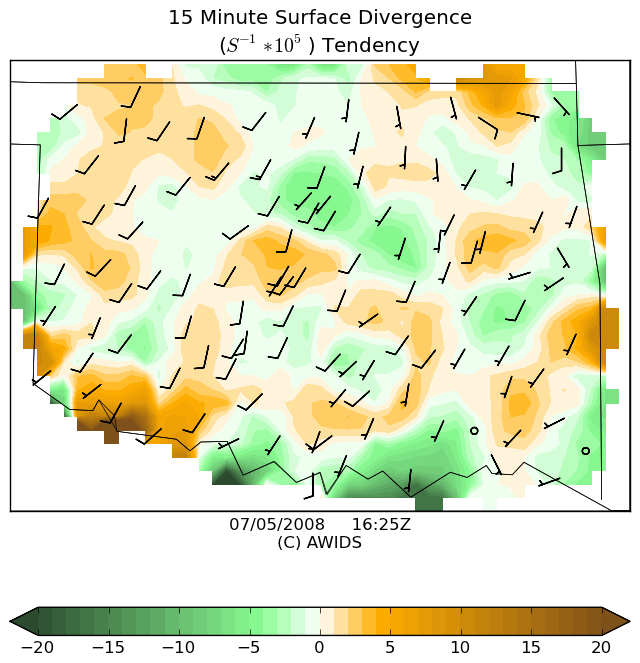 15 Minute Surface Divergence
(S⁻¹ ∗ 10⁵ ) Tendency
07/05/2008 16:25Z
(C) AWIDS
−20 −15 −10 −5 0 5 10 15 20